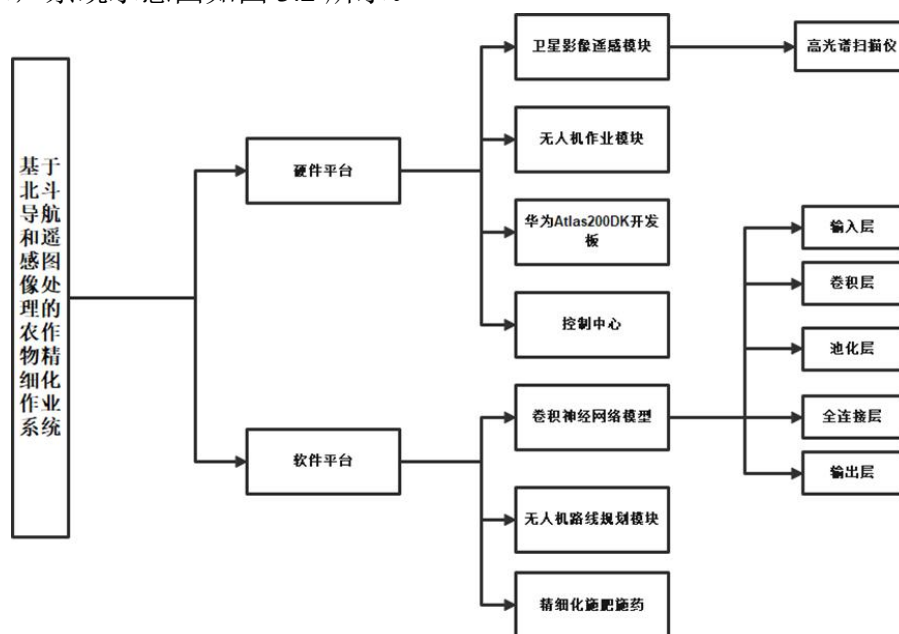 卫星影像遥感模块
高光谱扫描仪
基于
北斗
导航
和遥
感图
像处
理的
农作
物精
细化
作业
系统
硬件平台
无人机作业模块
华为Atlas200DK开发
板
控制中心
输入层
卷积层
池化层
全连接层
输出层
软件平台
卷积神经网络模型
无人机路线规划模块
精细化施肥施药